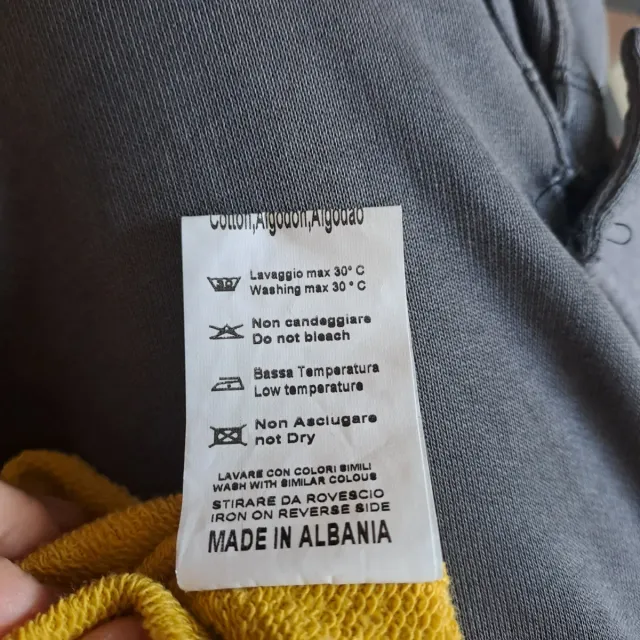 Cotton,Algodon,Algodao
30
Lavaggio max 30° C
Washing max 30° C
Non candeggiare
Do not bleach
Bassa Temperatura
Low temperature
Non Asciugare
not Dry
LAVARE CON COLORI SIMILI
WASH WITH SIMILAR COLOURS
STIRARE DA ROVESCIO
IRON ON REVERSE SIDE
MADE IN ALBANIA